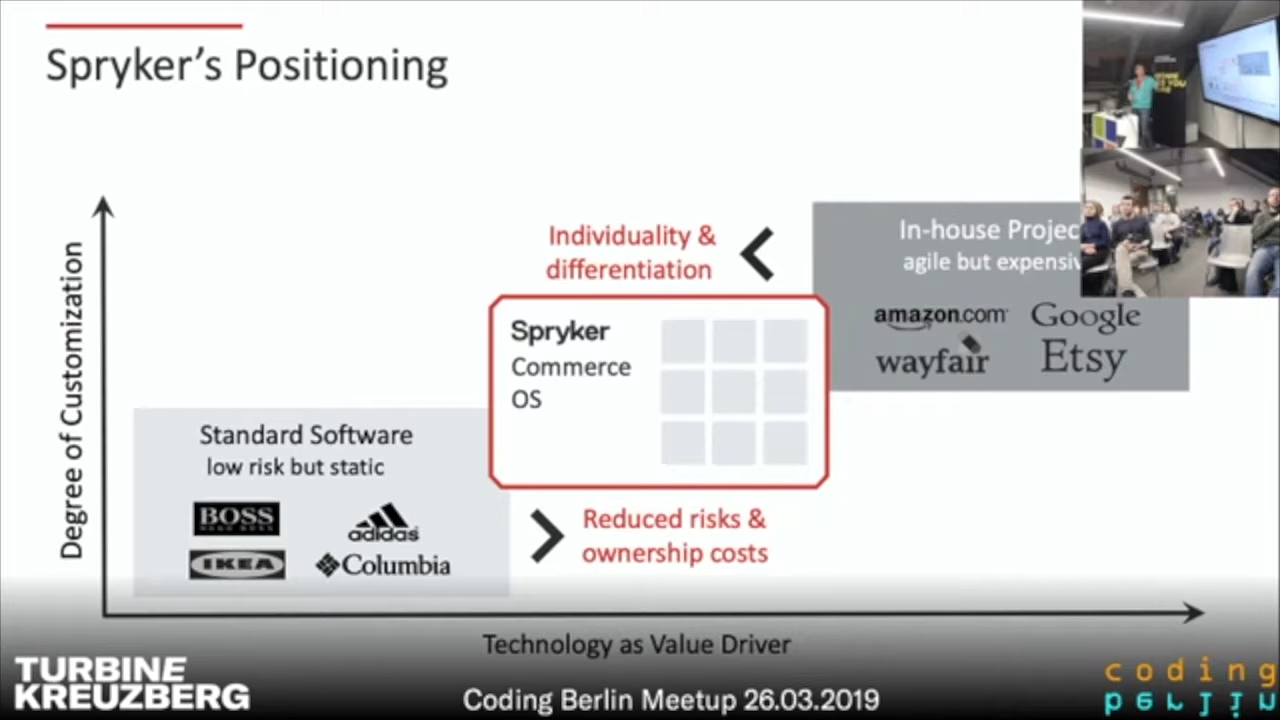 Spryker's Positioning
Degree of Customization
Individuality &
differentiation
In-house Projec
agile but expensiv
amazon.com
Google
wayfair
Etsy
Spryker
Commerce
OS
Standard Software
low risk but static
BOSS
HUGO BOSS
adidas
IKEA
Columbia
Reduced risks &
ownership costs
Technology as Value Driver
TURBINE
KREUZBERG
Coding Berlin Meetup 26.03.2019
coding
berlin